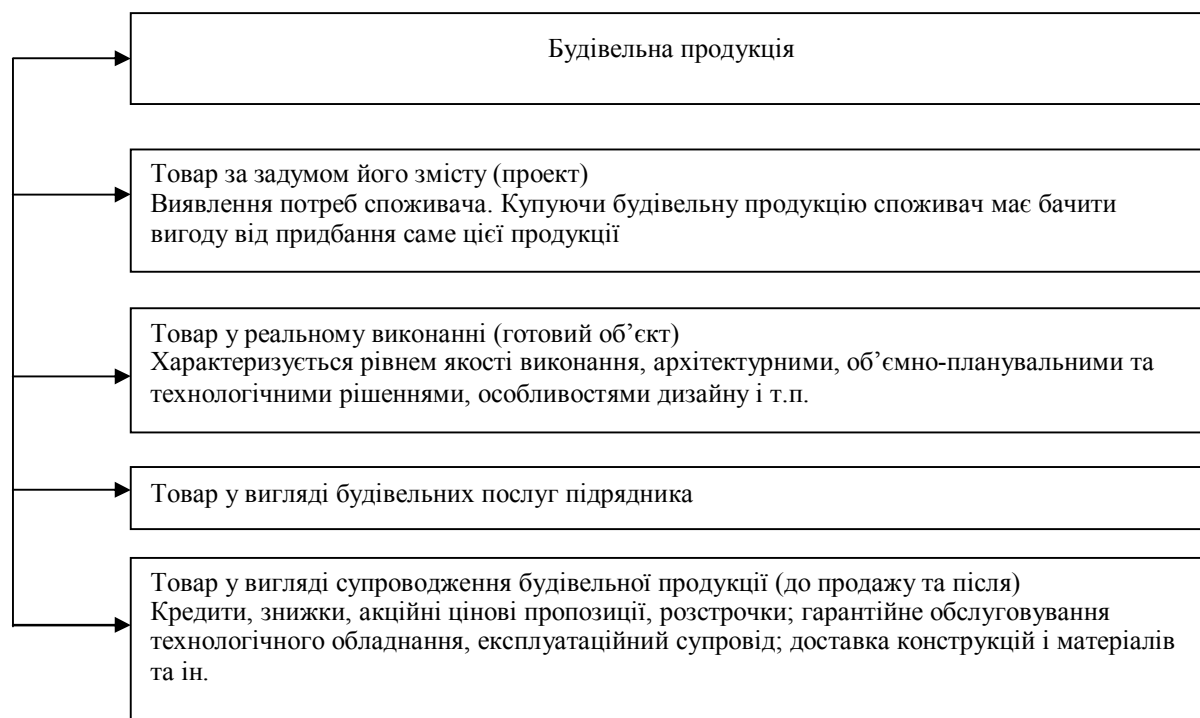 Будівельна продукція
Товар за задумом його змісту (проект)
Виявлення потреб споживача. Купуючи будівельну продукцію споживач має бачити
вигоду від придбання саме цієї продукції
Товар у реальному виконанні (готовий об’єкт)
Характеризується рівнем якості виконання, архітектурними, об’ємно-планувальними та
технологічними рішеннями, особливостями дизайну і т.п.
Товар у вигляді будівельних послуг підрядника
Товар у вигляді супроводження будівельної продукції (до продажу та після)
Кредити, знижки, акційні цінові пропозиції, розстрочки; гарантійне обслуговування
технологічного обладнання, експлуатаційний супровід; доставка конструкцій і матеріалів
та ін.